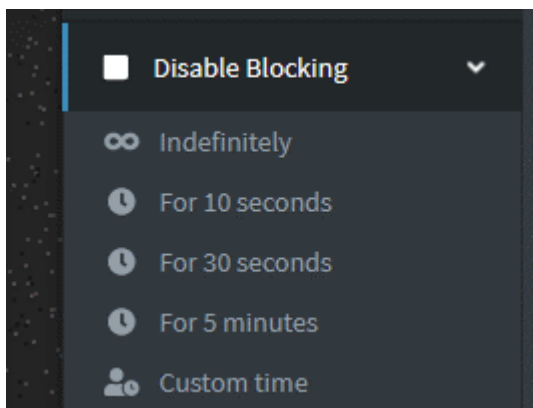 Disable Blocking
Indefinitely
For 10 seconds
For 30 seconds
For 5 minutes
Custom time